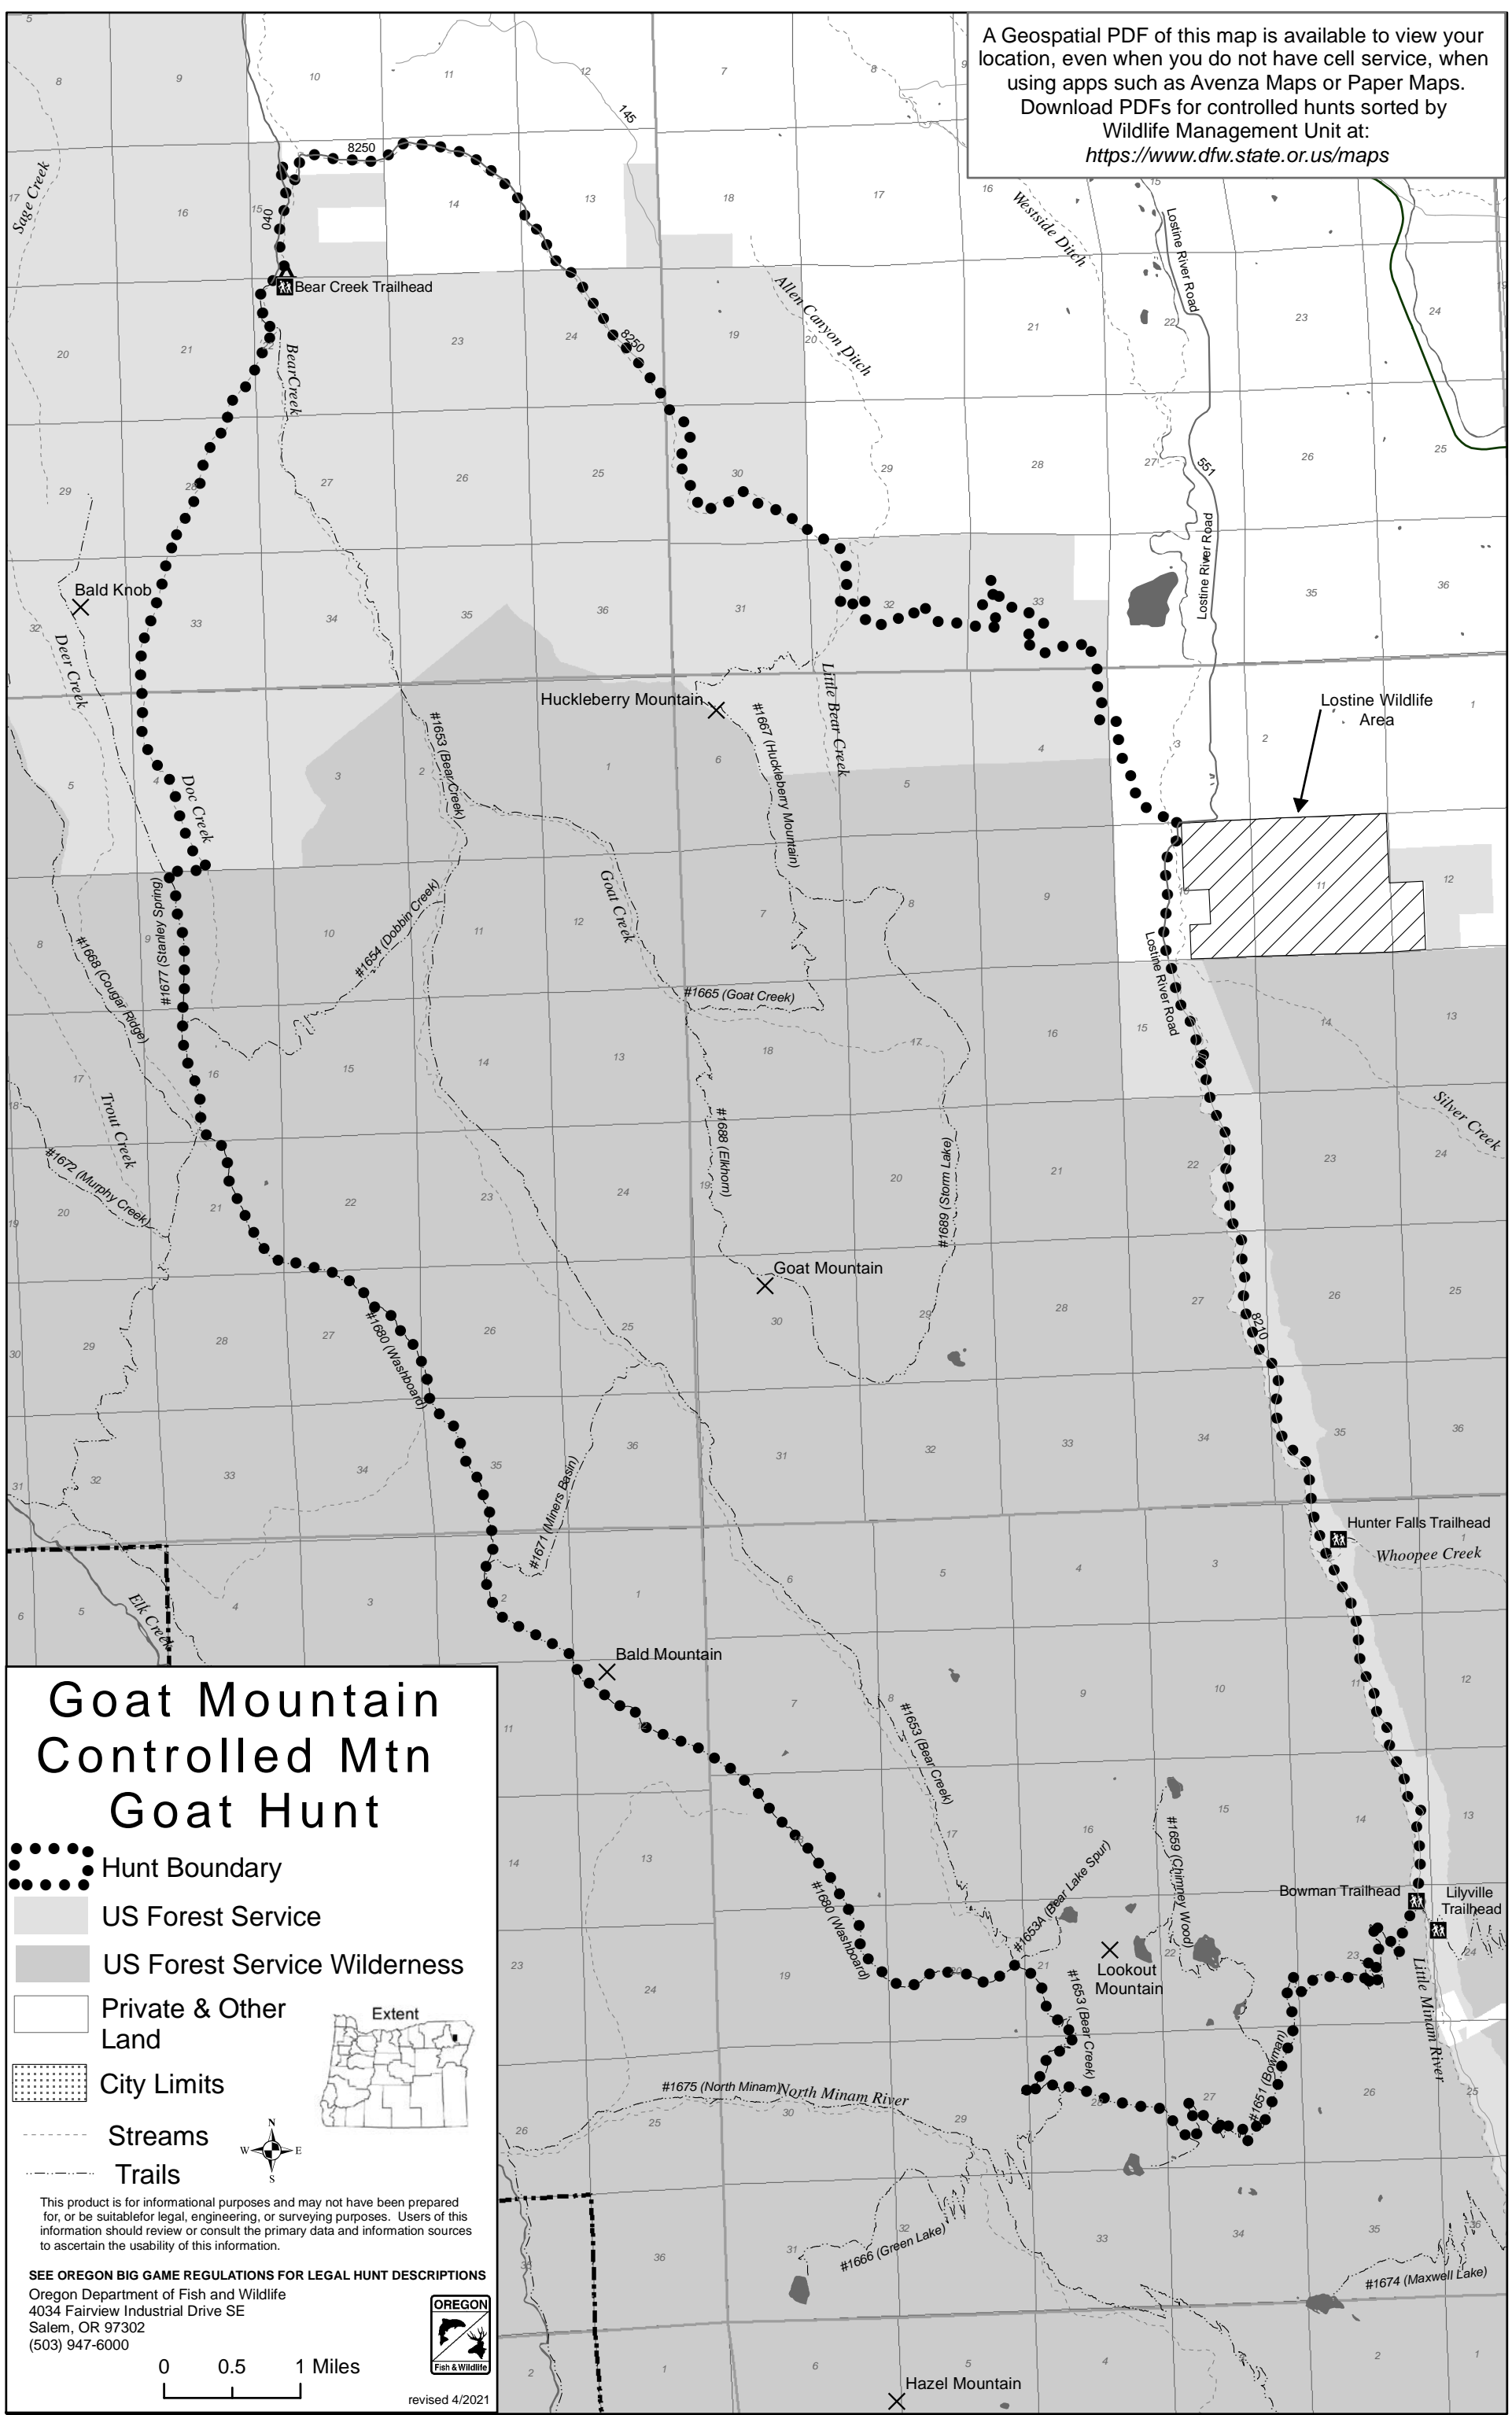 A Geospatial PDF of this map is available to view your
location, even when you do not have cell service, when
using apps such as Avenza Maps or Paper Maps.
Download PDFs for controlled hunts sorted by
Wildlife Management Unit at:
https://www.dfw.state.or.us/maps
145
8250
Sage Creek
040
Bear Creek Trailhead
BearCreek
8250
Allen Canyon Ditch
Westside Ditch
Lostine River Road
551
Lostine River Road
Bald Knob
Deer Creek
Doc Creek
Huckleberry Mountain
#1667 (Huckleberry Mountain)
Little Bear Creek
#1653 (Bear Creek)
Lostine Wildlife
Area
Goat Creek
#1654 (Dobbin Creek)
#1677 (Stanley Spring)
#1668 (Cougar Ridge)
#1665 (Goat Creek)
Lostine River Road
Silver Creek
Trout Creek
#1672 (Murphy Creek)
#1688 (Elkhorn)
#1689 (Storm Lake)
Goat Mountain
#1680 (Washboard)
8210
#1671 (Miners Basin)
Hunter Falls Trailhead
Whoopee Creek
Elk Creek
Bald Mountain
#1653 (Bear Creek)
#1659 (Chimney Wood)
#1680 (Washboard)
#1653A (Bear Lake Spur)
Bowman Trailhead
Lilyville
Trailhead
Lookout
Mountain
#1653 (Bear Creek)
Little Minam River
#1651 (Bowman)
#1675 (North Minam)
North Minam River
#1666 (Green Lake)
#1674 (Maxwell Lake)
Hazel Mountain
Goat Mountain
Controlled Mtn
Goat Hunt
Hunt Boundary
US Forest Service
US Forest Service Wilderness
Private & Other
Land
Extent
City Limits
Streams
Trails
N
W E
S
This product is for informational purposes and may not have been prepared
for, or be suitablefor legal, engineering, or surveying purposes. Users of this
information should review or consult the primary data and information sources
to ascertain the usability of this information.
SEE OREGON BIG GAME REGULATIONS FOR LEGAL HUNT DESCRIPTIONS
Oregon Department of Fish and Wildlife
4034 Fairview Industrial Drive SE
Salem, OR 97302
(503) 947-6000
OREGON
Fish & Wildlife
0 0.5 1 Miles
revised 4/2021